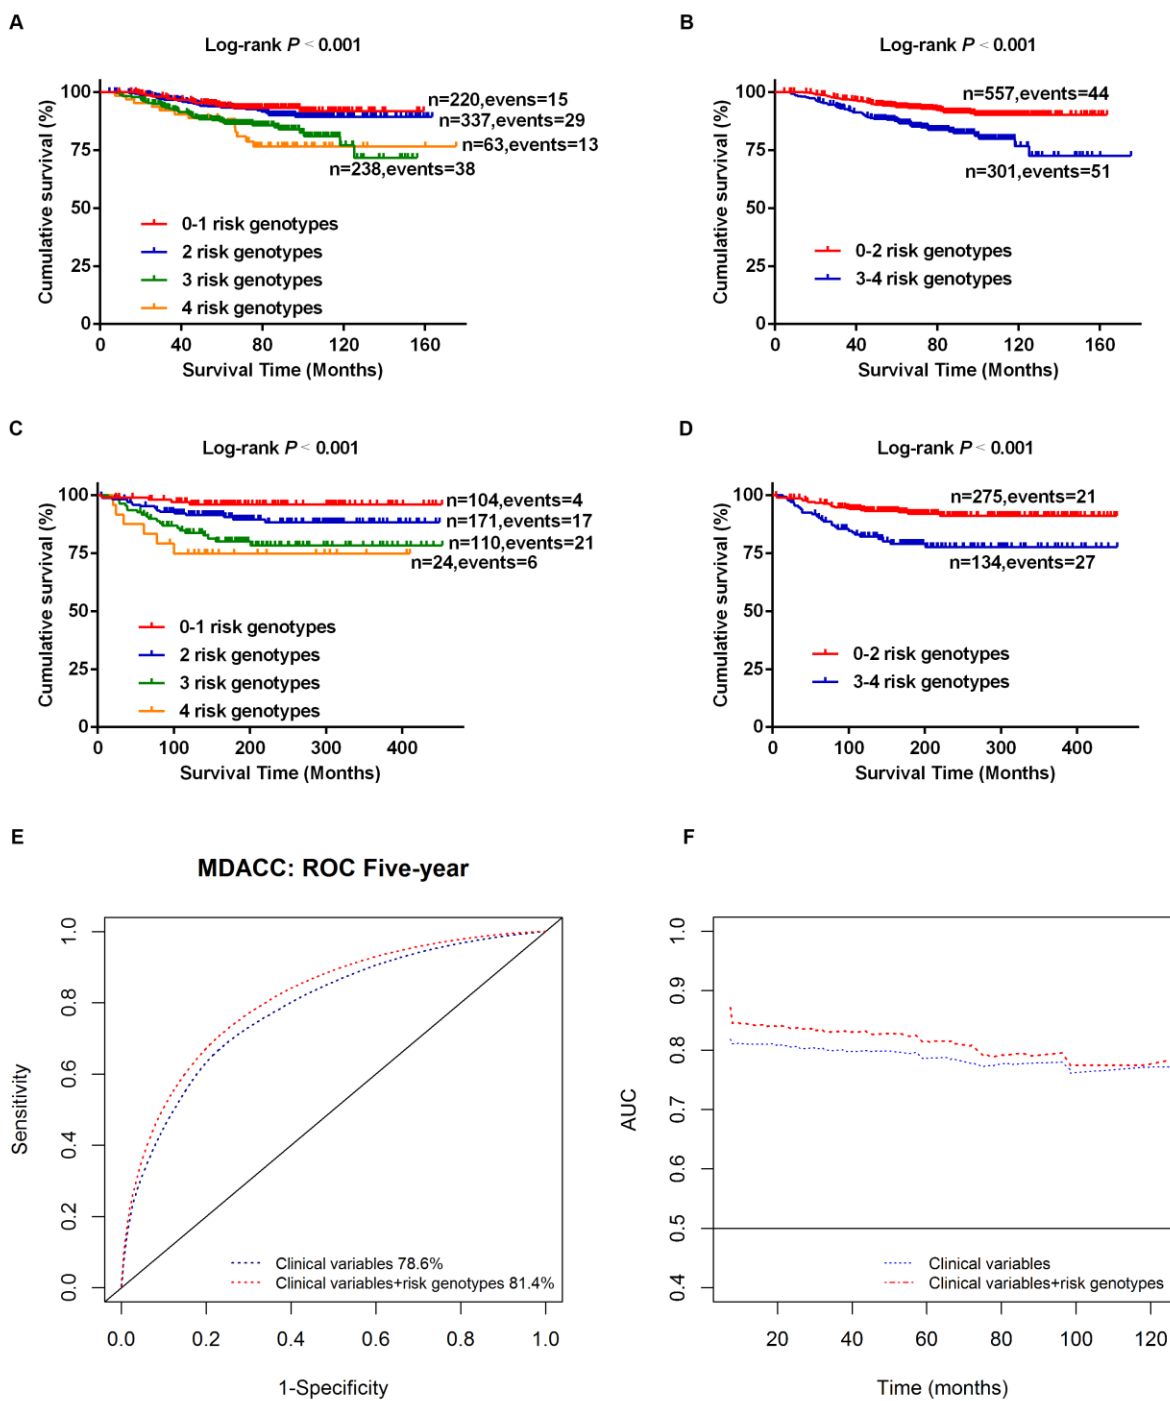 A
Log-rank P < 0.001
Cumulative survival (%)
100
75
50
25
0
n=220,evens=15
n=337,events=29
n=63,events=13
n=238,events=38
0-1 risk genotypes
2 risk genotypes
3 risk genotypes
4 risk genotypes
0 40 80 120 160
Survival Time (Months)
B
Log-rank P < 0.001
Cumulative survival (%)
100
75
50
25
0
n=557,events=44
n=301,events=51
0-2 risk genotypes
3-4 risk genotypes
0 40 80 120 160
Survival Time (Months)
C
Log-rank P < 0.001
Cumulative survival (%)
100
75
50
25
0
n=104,events=4
n=171,events=17
n=110,events=21
n=24,events=6
0-1 risk genotypes
2 risk genotypes
3 risk genotypes
4 risk genotypes
0 100 200 300 400
Survival Time (Months)
D
Log-rank P < 0.001
Cumulative survival (%)
100
75
50
25
0
n=275,events=21
n=134,events=27
0-2 risk genotypes
3-4 risk genotypes
0 100 200 300 400
Survival Time (Months)
E
MDACC: ROC Five-year
Sensitivity
1.0
0.8
0.6
0.4
0.2
0.0
Clinical variables 78.6%
Clinical variables+risk genotypes 81.4%
0.0 0.2 0.4 0.6 0.8 1.0
1-Specificity
F
AUC
1.0
0.9
0.8
0.7
0.6
0.5
0.4
Clinical variables
Clinical variables+risk genotypes
20 40 60 80 100 120
Time (months)